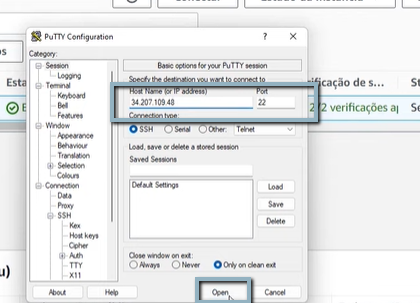 Estado da instância
PuTTY Configuration
?
Category:
Session
Logging
Terminal
Keyboard
Bell
Features
Window
Appearance
Behaviour
Translation
Selection
Colours
Connection
Data
Proxy
SSH
Kex
Host keys
Cipher
Auth
TTY
X11
Basic options for your PuTTY session
Specify the destination you want to connect to
Host Name (or IP address) Port
34.207.109.48 22
Connection type:
SSH Serial Other: Telnet
Load, save or delete a stored session
Saved Sessions
Default Settings
Load
Save
Delete
Close window on exit:
Always Never Only on clean exit
About Help Open Cancel
os
Esta
ificação de s...
St
2/2 verificações a
u)